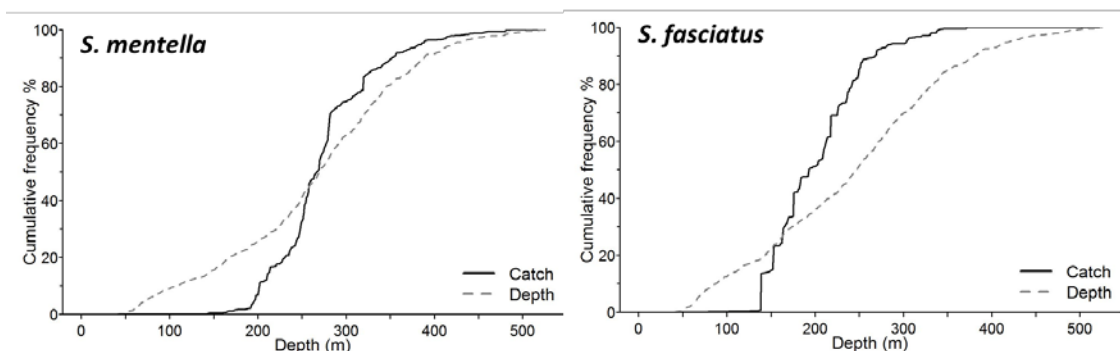 S. mentella
Cumulative frequency %
100
80
60
40
20
0
Catch
Depth
0 100 200 300 400 500
Depth (m)
S. fasciatus
Cumulative frequency %
100
80
60
40
20
0
Catch
Depth
0 100 200 300 400 500
Depth (m)